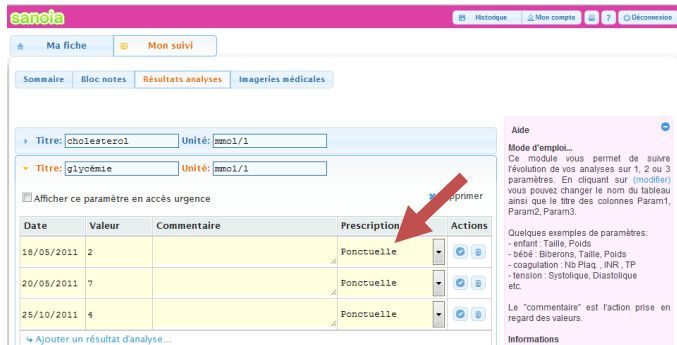 sanoia
Historique Mon compte ? Déconnexion
Ma fiche Mon suivi
Sommaire Bloc notes Résultats analyses Imageries médicales
Titre: cholesterol Unité: mmol/l
Titre: glycémie Unité: mmol/l
Afficher ce paramètre en accès urgence
Date Valeur Commentaire Prescription Actions
18/05/2011 2 Ponctuelle
20/05/2011 7 Ponctuelle
25/10/2011 4 Ponctuelle
Ajouter un résultat d'analyse...
Aide
Mode d'emploi...
Ce module vous permet de suivre
l'évolution de vos analyses sur 1, 2 ou 3
paramètres. En cliquant sur (modifier)
vous pouvez changer le nom du tableau
ainsi que le titre des colonnes Param1,
Param2, Param3.
Quelques exemples de paramètres:
- enfant : Taille, Poids
- bébé : Biberons, Taille, Poids
- coagulation : Nb Plaq. , INR , TP
- tension : Systolique, Diastolique
etc.
Le "commentaire" est l'action prise en
regard des valeurs.
Informations